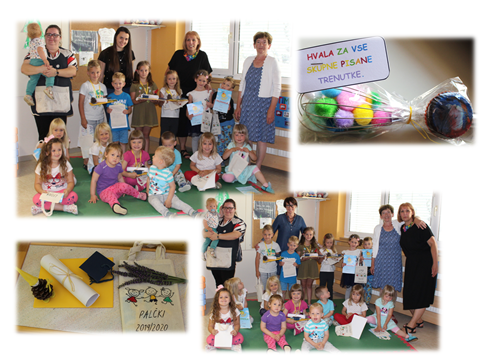 HVALA ZA VSE
SKUPNE PISANE
TRENUTKE.
PALČKI
2019/2020